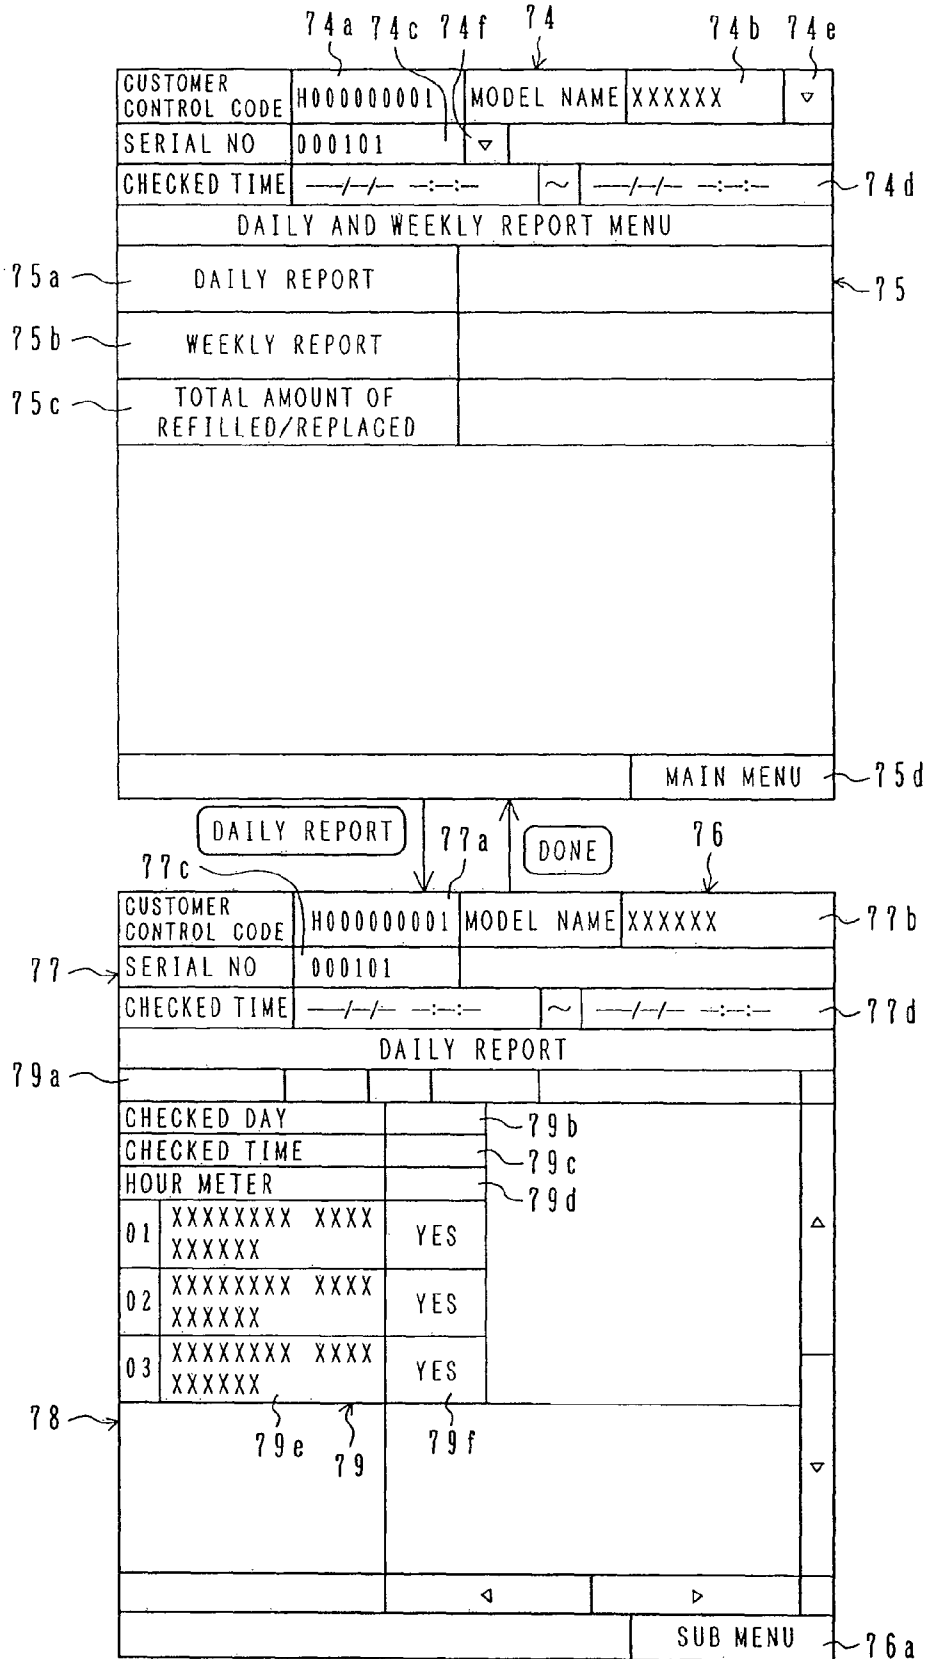 74a 74c 74f 74 74b 74e
CUSTOMER CONTROL CODE H000000001 MODEL NAME XXXXXX ▽
SERIAL NO 000101 ▽
CHECKED TIME —/—/— —:—:— ~ —/—/— —:—:— 74d
DAILY AND WEEKLY REPORT MENU
75a DAILY REPORT 75
75b WEEKLY REPORT
75c TOTAL AMOUNT OF
REFILLED/REPLACED
MAIN MENU 75d
DAILY REPORT 77a DONE 76
77c
CUSTOMER CONTROL CODE H000000001 MODEL NAME XXXXXX 77b
77 SERIAL NO 000101
CHECKED TIME —/—/— —:—:— ~ —/—/— —:—:— 77d
DAILY REPORT
79a
CHECKED DAY 79b
CHECKED TIME 79c
HOUR METER 79d
01 XXXXXXXX XXXX YES △
XXXXXX
02 XXXXXXXX XXXX YES
XXXXXX
03 XXXXXXXX XXXX YES
XXXXXX
78 79e 79 79f ▽
◁ ▷
SUB MENU 76a